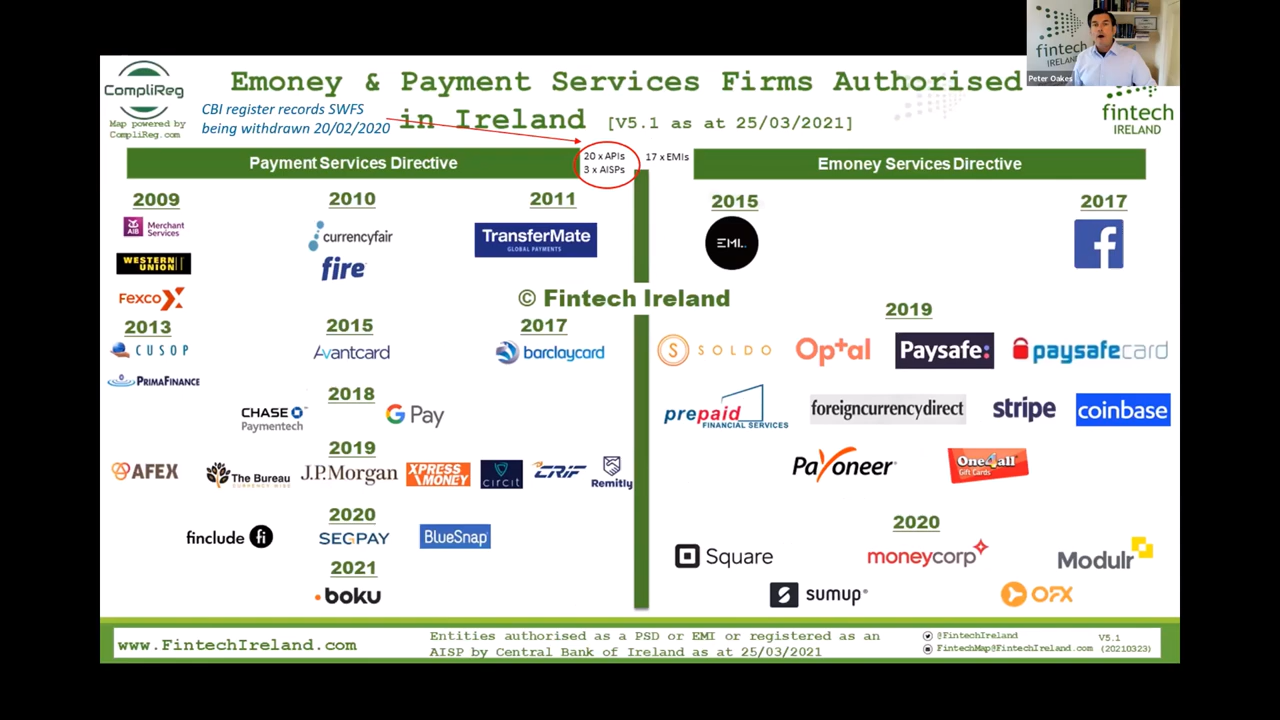 fintech
IRELAND
Peter Oakes
CompliReg
Map powered by
CompliReg.com
Emoney & Payment Services Firms Authorised
in Ireland [V5.1 as at 25/03/2021]
CBI register records SWFS
being withdrawn 20/02/2020
fintech
IRELAND
Payment Services Directive
20 x APIs
3 x AISPs
17 x EMIs
Emoney Services Directive
2009
2010
2011
AIB Merchant
Services
currencyfair
TransferMate
GLOBAL PAYMENTS
WESTERN
UNION
fire
Fexco
2015
2017
EMI.
f
© Fintech Ireland
2013
2015
2017
CUSOP
Avantcard
barclaycard
PRIMAFINANCE
2018
CHASE
Paymentech
G Pay
2019
AFEX
The Bureau
J.P.Morgan
XPRESS
MONEY
circit
CRIF
Remitly
2020
finclude fi
SEGPAY
BlueSnap
2021
boku
2019
SOLDO
Optal
Paysafe:
paysafecard
prepaid
FINANCIAL SERVICES
foreigncurrencydirect
stripe
coinbase
Payoneer
One4all
Gift Cards
2020
Square
moneycorp
Modulr
sumup
OFX
www.FintechIreland.com
Entities authorised as a PSD or EMI or registered as an
AISP by Central Bank of Ireland as at 25/03/2021
@FintechIreland
FintechMap@FintechIreland.com
V5.1
(20210323)